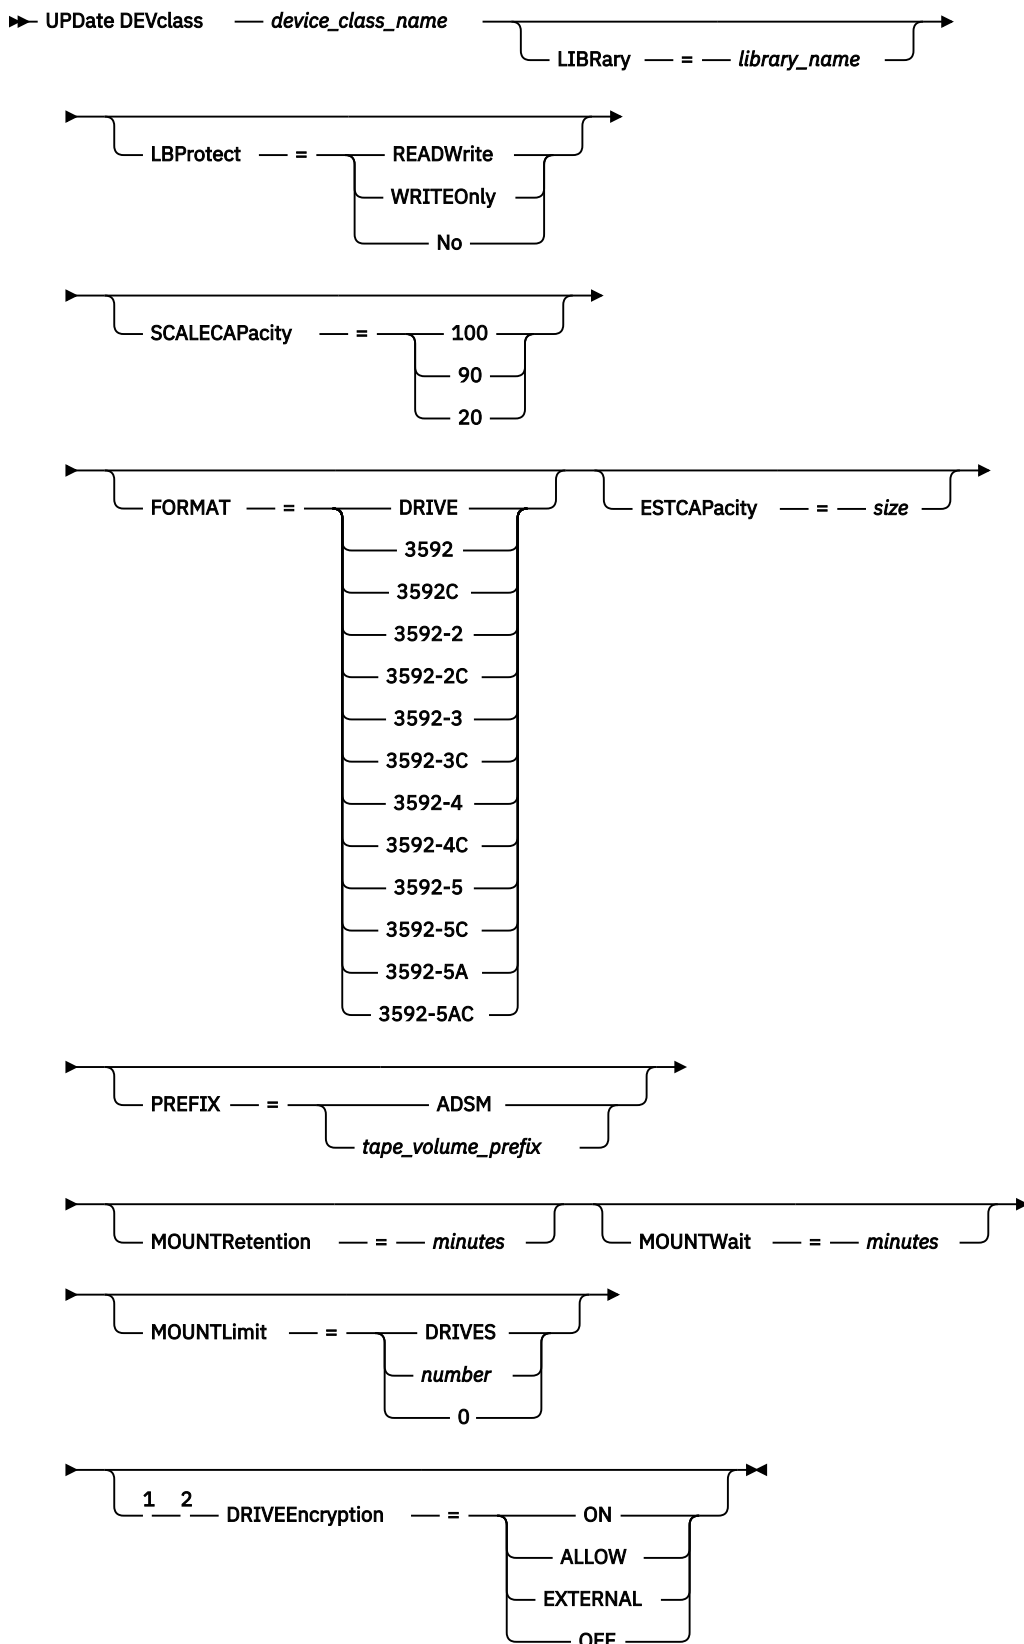 UPDate DEVclass device_class_name
LIBRary = library_name
LBProtect = READWrite
WRITEOnly
No
SCALECAPacity = 100
90
20
FORMAT = DRIVE
ESTCAPacity = size
3592
3592C
3592-2
3592-2C
3592-3
3592-3C
3592-4
3592-4C
3592-5
3592-5C
3592-5A
3592-5AC
PREFIX = ADSM
tape_volume_prefix
MOUNTRetention = minutes
MOUNTWait = minutes
MOUNTLimit = DRIVES
number
0
1 2
DRIVEEncryption = ON
ALLOW
EXTERNAL
OFF